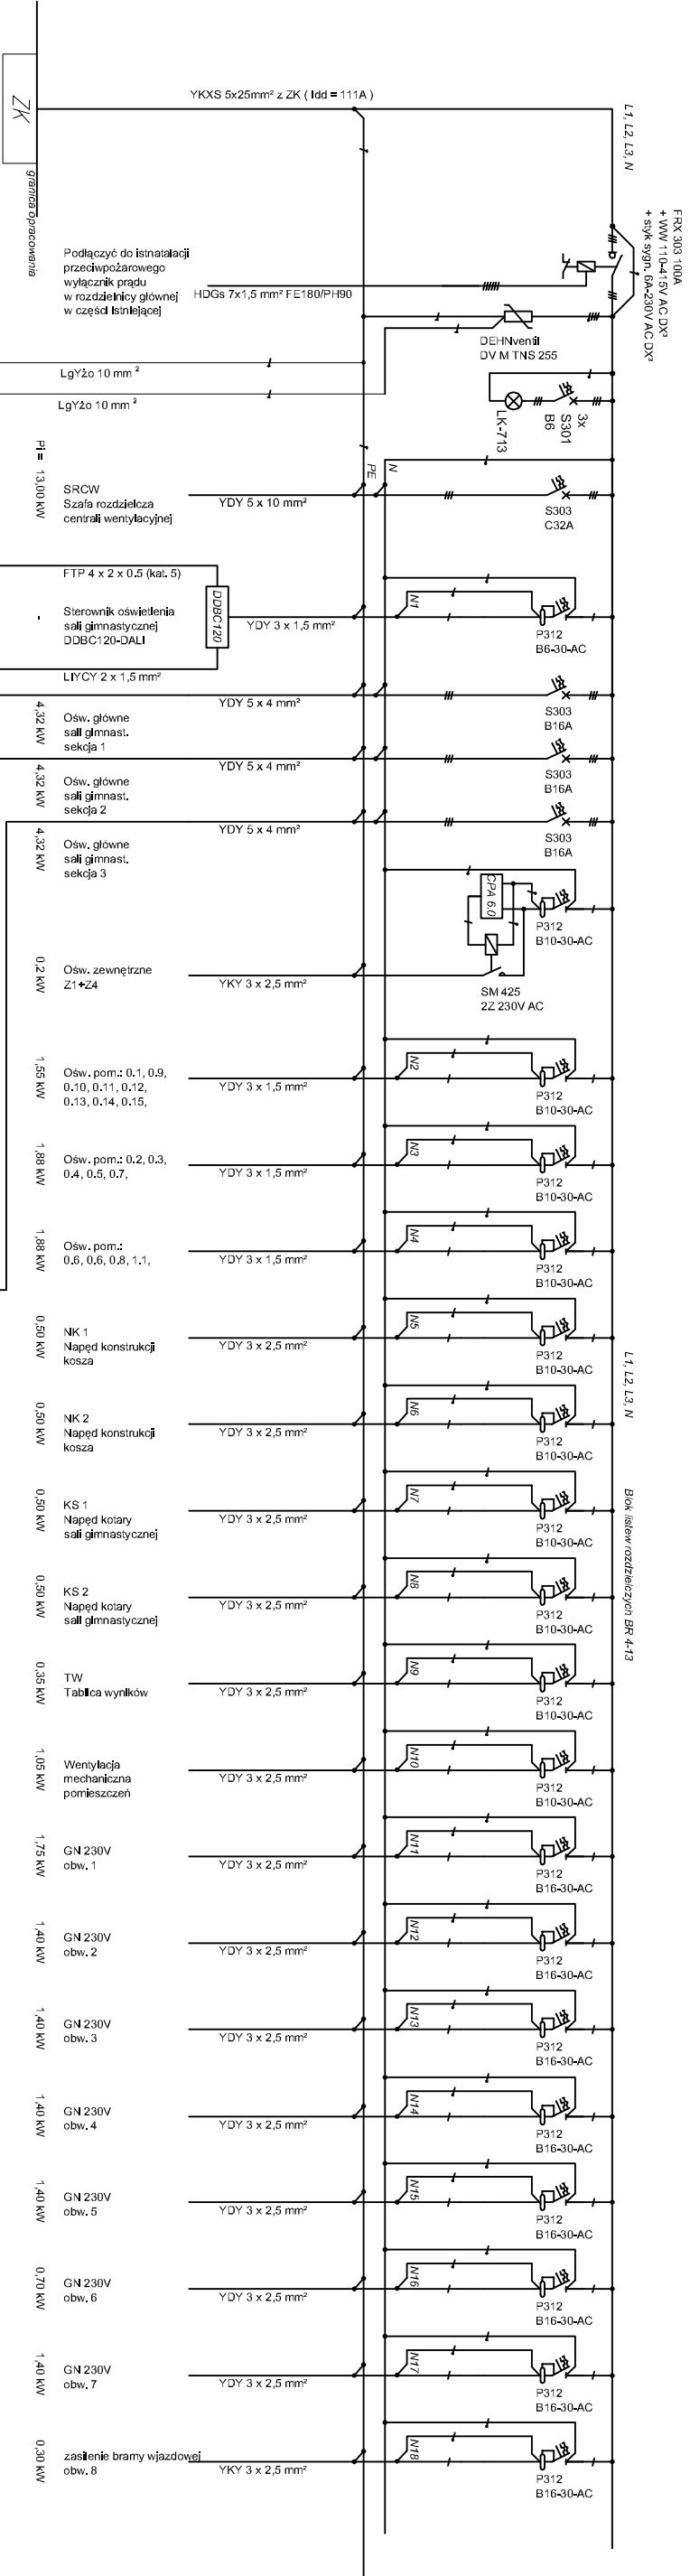 FRX 303 100A
+ WW 110-415V AC DX³
+ styk sygn. 6A-230V AC DX³
L1, L2, L3, N
YKXS 5x25mm² z ZK ( Idd = 111A )
ZK
granica opracowania
Podłączyć do istnatalacji
przeciwpożarowego
wyłącznik prądu
w rozdzielnicy głównej
w części istniejącej
HDGs 7x1,5 mm² FE180/PH90
DEHNventil
DV M TNS 255
LgYżo 10 mm ²
LgYżo 10 mm ²
3x
S301
B6
LK-713
PE
N
Pi =
13,00 kW
SRCW
Szafa rozdzielcza
centrali wentylacyjnej
YDY 5 x 10 mm²
S303
C32A
FTP 4 x 2 x 0.5 (kat. 5)
-
Sterownik oświetlenia
sali gimnastycznej
DDBC120-DALI
DDBC120
YDY 3 x 1,5 mm²
N1
P312
B6-30-AC
LIYCY 2 x 1,5 mm²
4,32 kW
Ośw. główne
sali gimnast.
sekcja 1
YDY 5 x 4 mm²
S303
B16A
4,32 kW
Ośw. główne
sali gimnast.
sekcja 2
YDY 5 x 4 mm²
S303
B16A
4,32 kW
Ośw. główne
sali gimnast.
sekcja 3
YDY 5 x 4 mm²
S303
B16A
CPA 6.0
P312
B10-30-AC
0,2 kW
Ośw. zewnętrzne
Z1+Z4
YKY 3 x 2,5 mm²
SM 425
2Z 230V AC
1,55 kW
Ośw. pom.: 0.1, 0.9,
0.10, 0.11, 0.12,
0.13, 0.14, 0.15,
YDY 3 x 1,5 mm²
N2
P312
B10-30-AC
1,88 kW
Ośw. pom.: 0.2, 0.3,
0.4, 0.5, 0.7,
YDY 3 x 1,5 mm²
N3
P312
B10-30-AC
1,88 kW
Ośw. pom.:
0.6, 0.6, 0.8, 1.1,
YDY 3 x 1,5 mm²
N4
P312
B10-30-AC
0,50 kW
NK 1
Napęd konstrukcji
kosza
YDY 3 x 2,5 mm²
N5
P312
B10-30-AC
L1, L2, L3, N
Blok listew rozdzielczych BR 4-13
0,50 kW
NK 2
Napęd konstrukcji
kosza
YDY 3 x 2,5 mm²
N6
P312
B10-30-AC
0,50 kW
KS 1
Napęd kotary
sali gimnastycznej
YDY 3 x 2,5 mm²
N7
P312
B10-30-AC
0,50 kW
KS 2
Napęd kotary
sali gimnastycznej
YDY 3 x 2,5 mm²
N8
P312
B10-30-AC
0,35 kW
TW
Tablica wyników
YDY 3 x 2,5 mm²
N9
P312
B10-30-AC
1,05 kW
Wentylacja
mechaniczna
pomieszczeń
YDY 3 x 2,5 mm²
N10
P312
B10-30-AC
1,75 kW
GN 230V
obw. 1
YDY 3 x 2,5 mm²
N11
P312
B16-30-AC
1,40 kW
GN 230V
obw. 2
YDY 3 x 2,5 mm²
N12
P312
B16-30-AC
1,40 kW
GN 230V
obw. 3
YDY 3 x 2,5 mm²
N13
P312
B16-30-AC
1,40 kW
GN 230V
obw. 4
YDY 3 x 2,5 mm²
N14
P312
B16-30-AC
1,40 kW
GN 230V
obw. 5
YDY 3 x 2,5 mm²
N15
P312
B16-30-AC
0,70 kW
GN 230V
obw. 6
YDY 3 x 2,5 mm²
N16
P312
B16-30-AC
1,40 kW
GN 230V
obw. 7
YDY 3 x 2,5 mm²
N17
P312
B16-30-AC
0,30 kW
zasilenie bramy wjazdowej
obw. 8
YKY 3 x 2,5 mm²
N18
P312
B16-30-AC